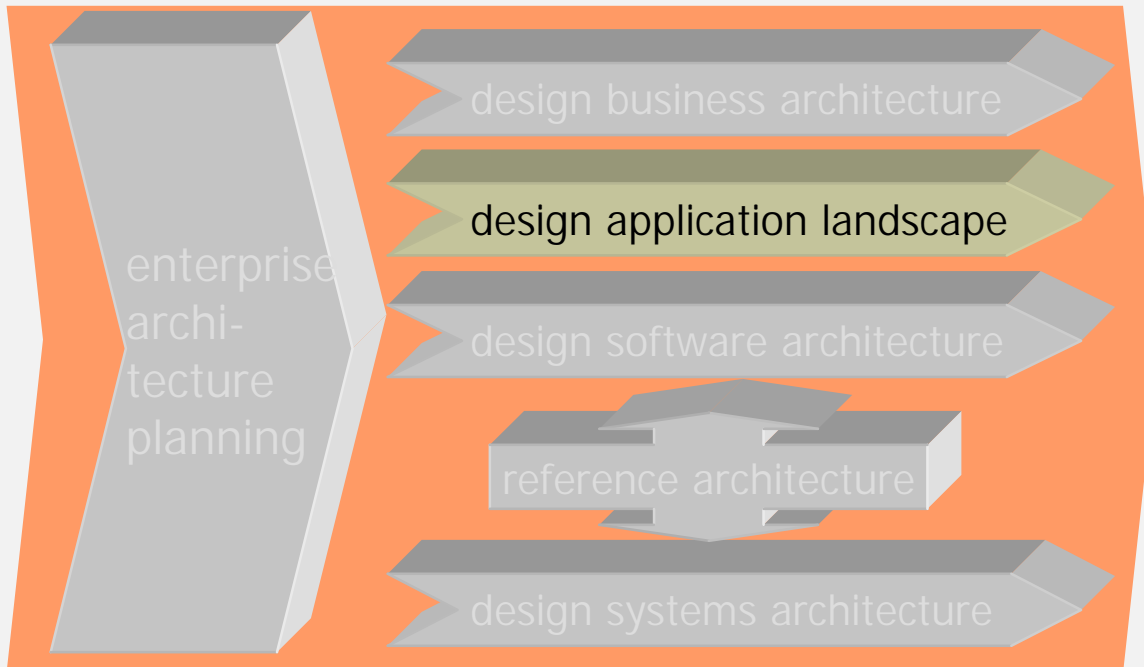 enterprise
archi-
tecture
planning
design business architecture
design application landscape
design software architecture
reference architecture
design systems architecture